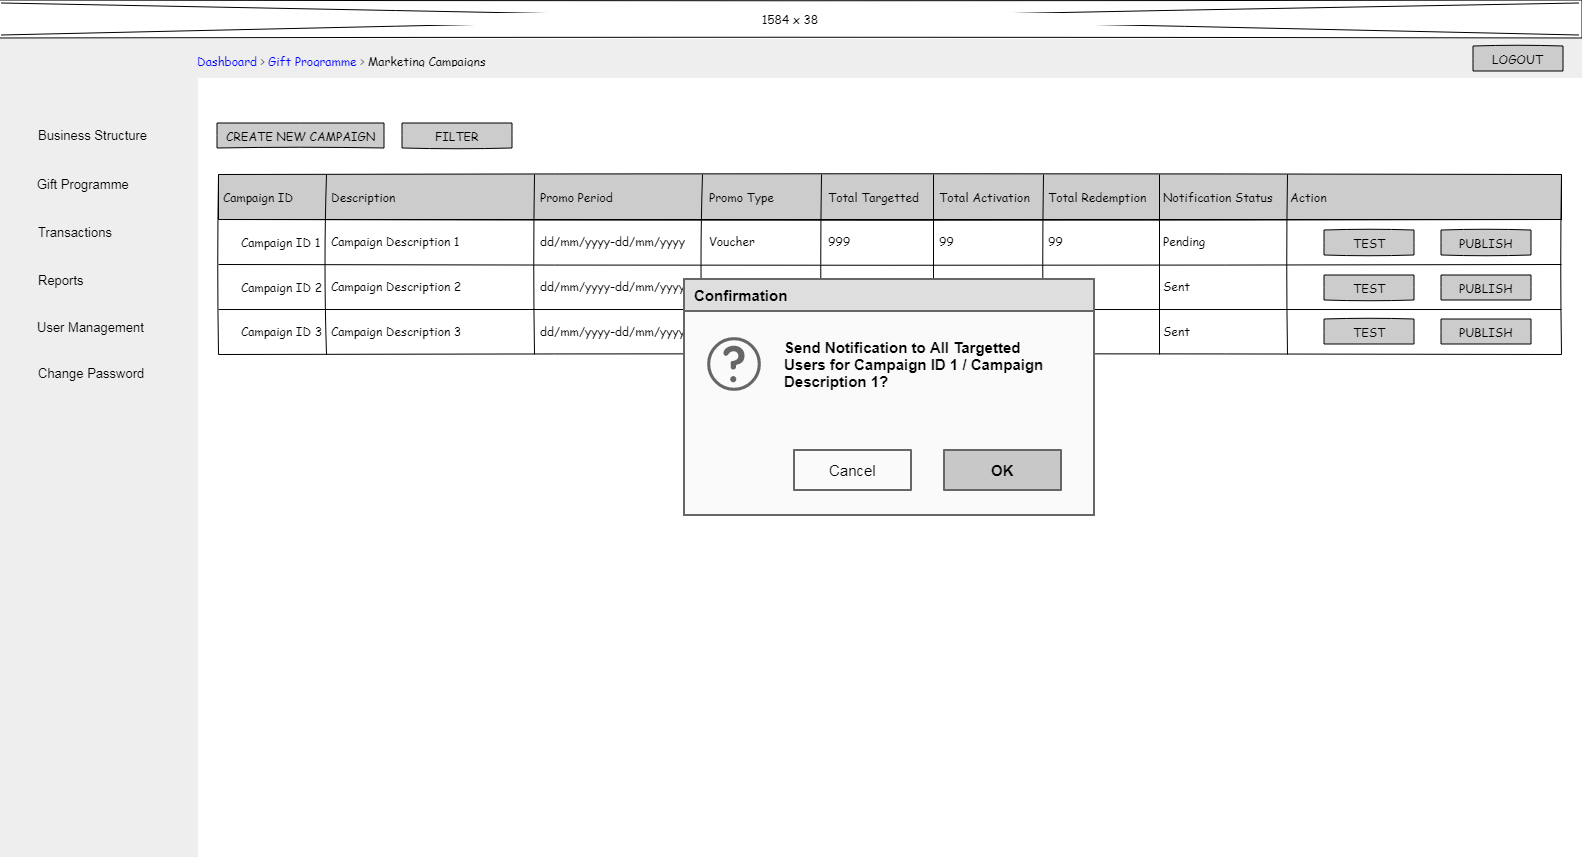 1584 x 38
Dashboard > Gift Programme > Marketing Campaigns
LOGOUT
Business Structure
Gift Programme
Transactions
Reports
User Management
Change Password
CREATE NEW CAMPAIGN FILTER
Campaign ID Description Promo Period Promo Type Total Targetted Total Activation Total Redemption Notification Status Action
Campaign ID 1 Campaign Description 1 dd/mm/yyyy-dd/mm/yyyy Voucher 999 99 99 Pending TEST PUBLISH
Campaign ID 2 Campaign Description 2 dd/mm/yyyy-dd/mm/yyyy Sent TEST PUBLISH
Campaign ID 3 Campaign Description 3 dd/mm/yyyy-dd/mm/yyyy Sent TEST PUBLISH
Confirmation
Send Notification to All Targetted
Users for Campaign ID 1 / Campaign
Description 1?
Cancel OK